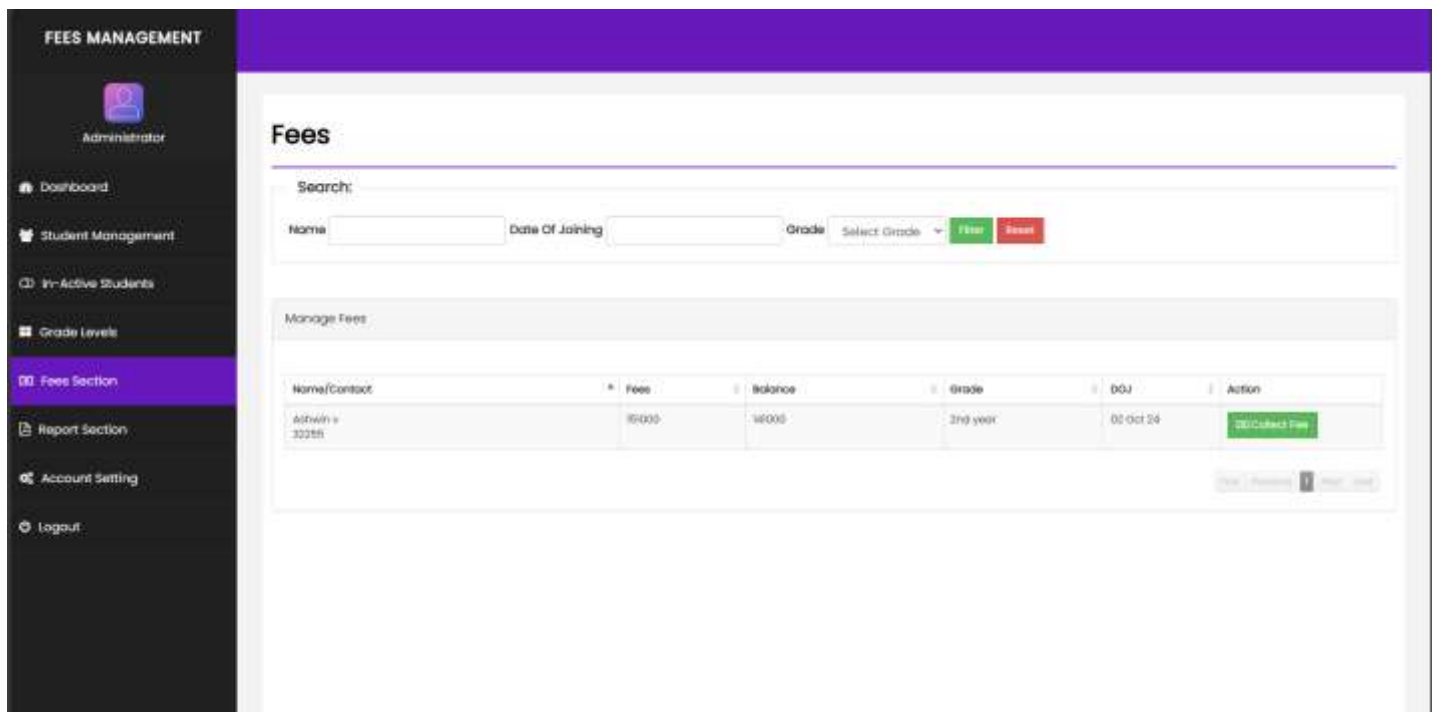 FEES MANAGEMENT
Administrator
Dashboard
Student Management
In-Active Students
Grade Levels
Fees Section
Report Section
Account Setting
Logout
Fees
Search:
Name Date Of Joining Grade Select Grade Filter Reset
Manage Fees
Name/Contact Fees Balance Grade DOJ Action
Ashwin v 2nd year 02 Oct 24 Collect Fee
1